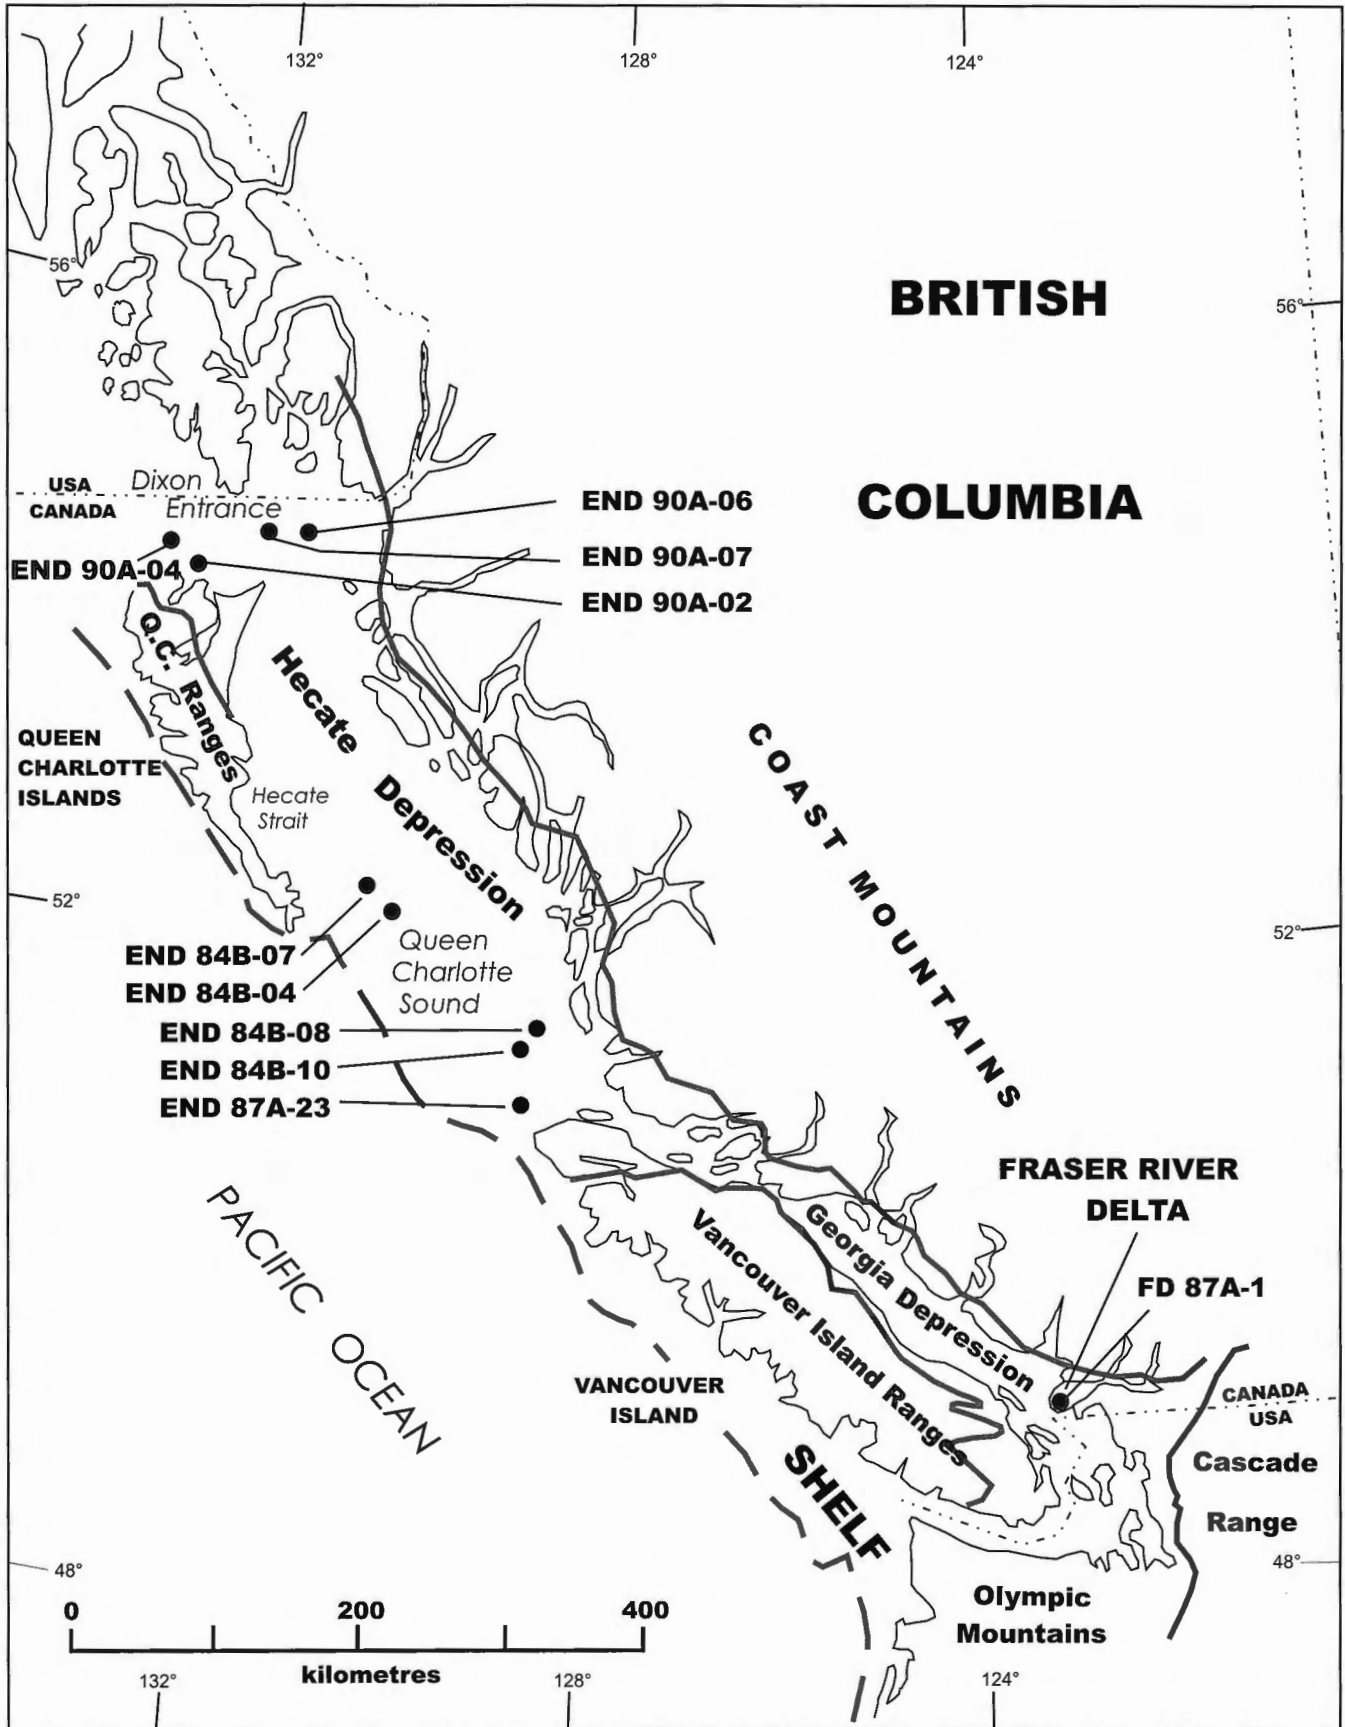 132°
128°
124°
56°
BRITISH
56°
COLUMBIA
USA
CANADA
Dixon
Entrance
END 90A-06
END 90A-07
END 90A-04
END 90A-02
Q.C. Ranges
Hecate Depression
QUEEN
CHARLOTTE
ISLANDS
Hecate
Strait
COAST MOUNTAINS
52°
52°
END 84B-07
END 84B-04
Queen
Charlotte
Sound
END 84B-08
END 84B-10
END 87A-23
FRASER RIVER
DELTA
PACIFIC OCEAN
Vancouver Island Ranges
Georgia Depression
FD 87A-1
VANCOUVER
ISLAND
CANADA
USA
SHELF
Cascade
Range
48°
48°
Olympic
Mountains
0
200
400
kilometres
132°
128°
124°